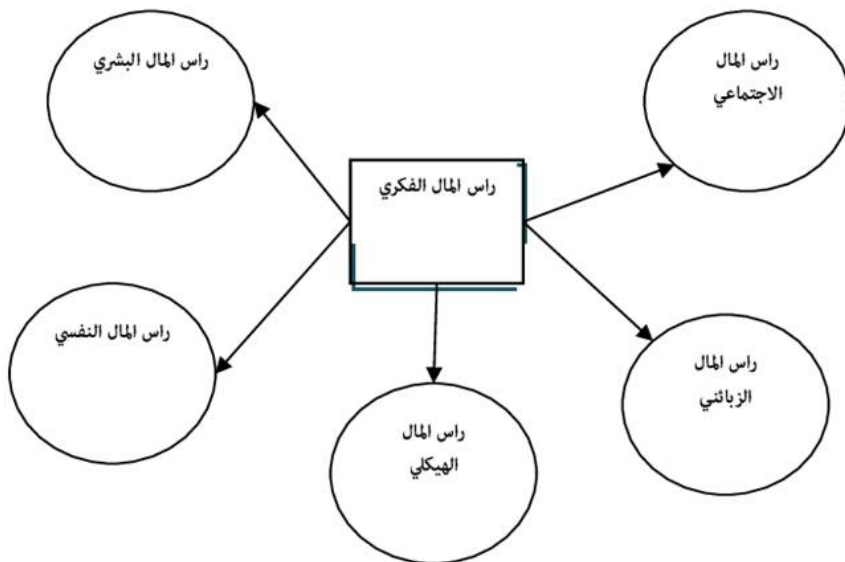 راس المال
الاجتماعي
راس المال البشري
راس المال الفكري
راس المال
الزبائني
راس المال النفسي
راس المال
الهيكلي